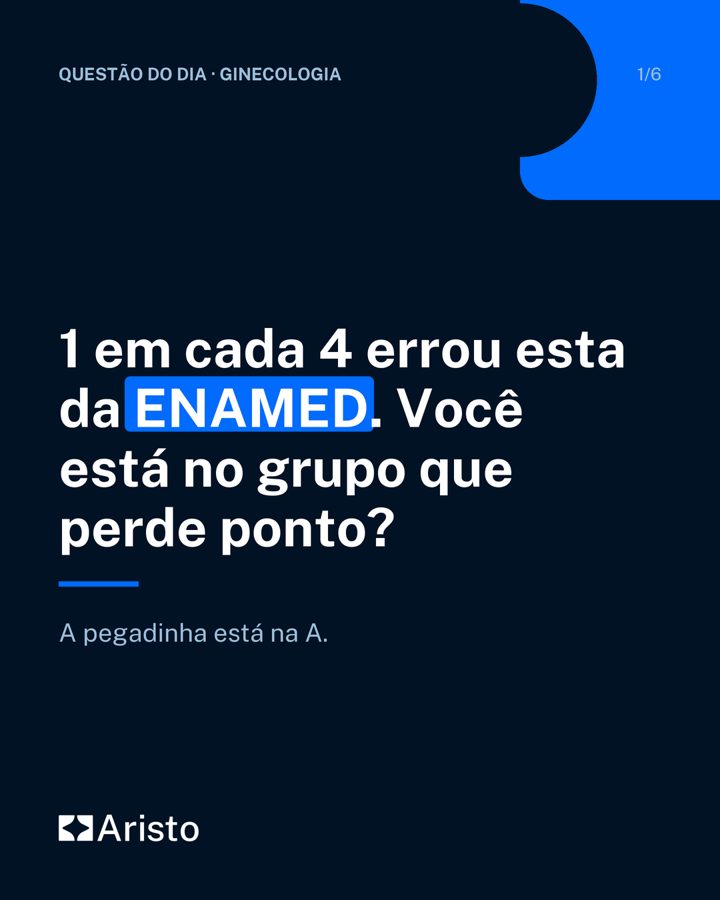 QUESTÃO DO DIA · GINECOLOGIA
1/6
1 em cada 4 errou esta
da ENAMED. Você
está no grupo que
perde ponto?
A pegadinha está na A.
Aristo